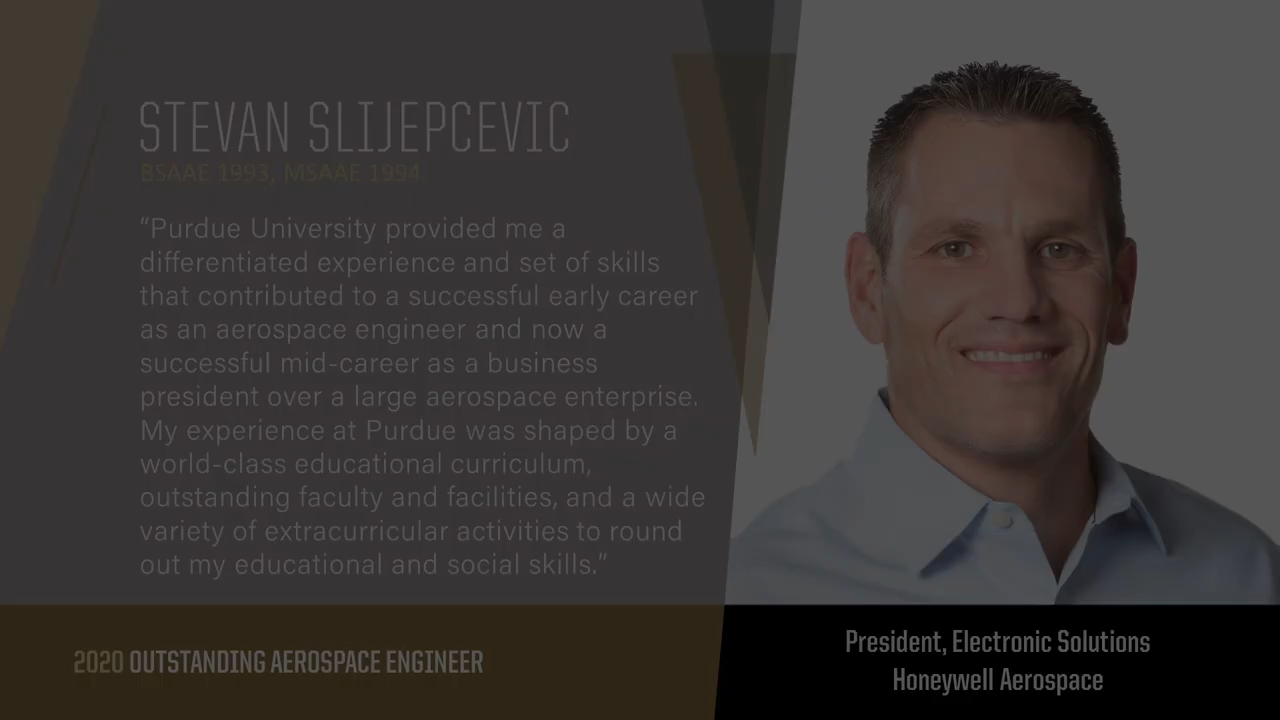 STEVAN SLIJEPCEVIC
BSAAE 1993, MSAAE 1994
“Purdue University provided me a
differentiated experience and set of skills
that contributed to a successful early career
as an aerospace engineer and now a
successful mid-career as a business
president over a large aerospace enterprise.
My experience at Purdue was shaped by a
world-class educational curriculum,
outstanding faculty and facilities, and a wide
variety of extracurricular activities to round
out my educational and social skills.”
2020 OUTSTANDING AEROSPACE ENGINEER
President, Electronic Solutions
Honeywell Aerospace